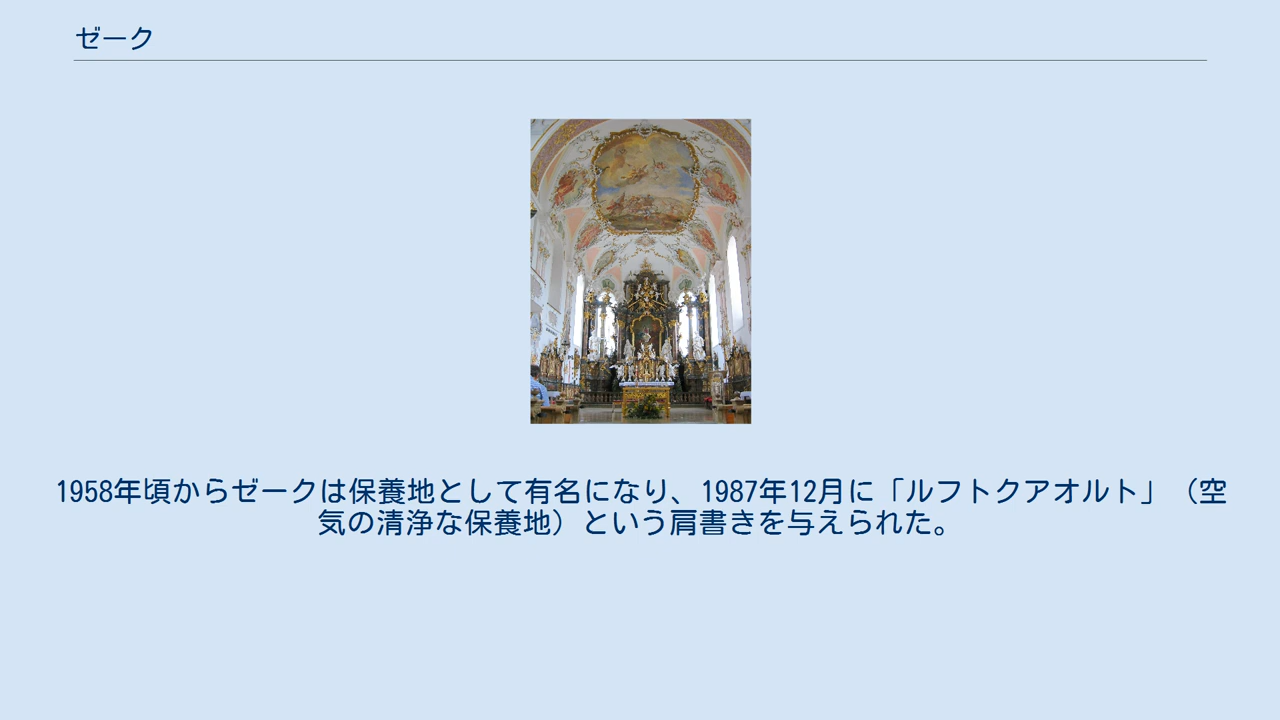 ゼーク
1958年頃からゼークは保養地として有名になり、1987年12月に「ルフトクアオルト」（空
気の清浄な保養地）という肩書きを与えられた。